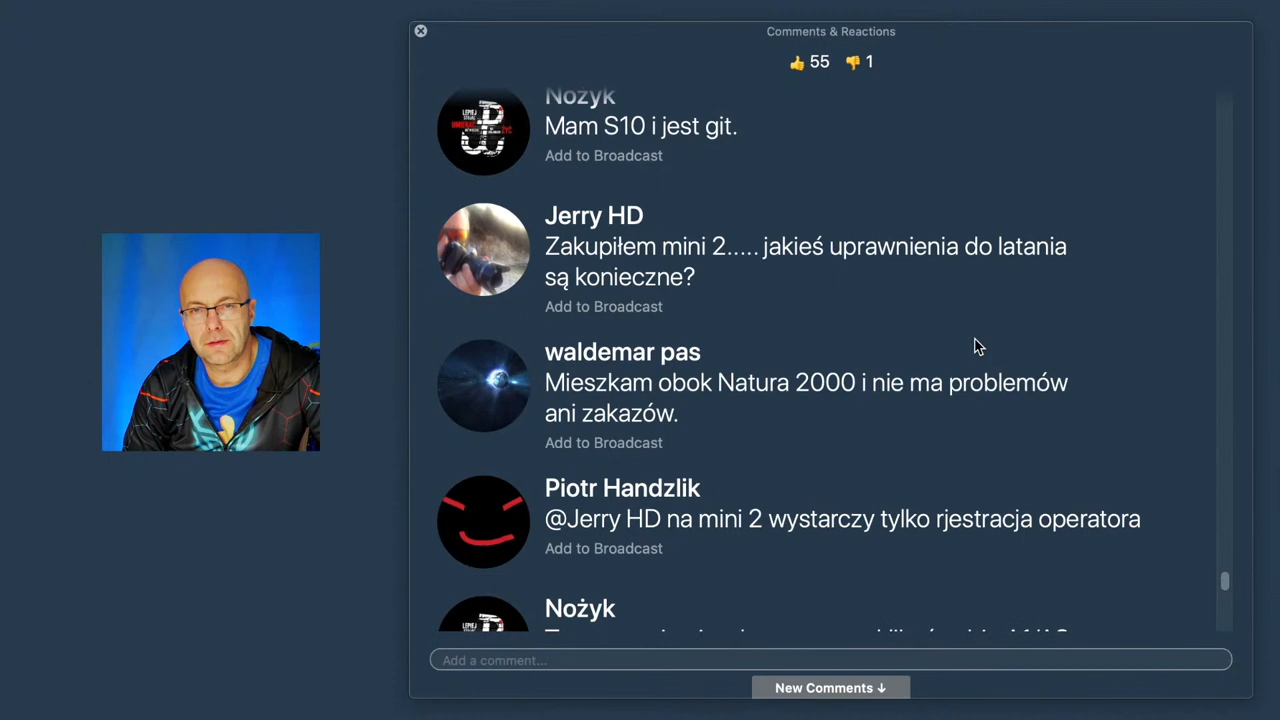 Comments & Reactions
👍 55 👎 1
Nożyk
Mam S10 i jest git.
Add to Broadcast
Jerry HD
Zakupiłem mini 2..... jakieś uprawnienia do latania
są konieczne?
Add to Broadcast
waldemar pas
Mieszkam obok Natura 2000 i nie ma problemów
ani zakazów.
Add to Broadcast
Piotr Handzlik
@Jerry HD na mini 2 wystarczy tylko rjestracja operatora
Add to Broadcast
Nożyk
Add a comment...
New Comments ↓